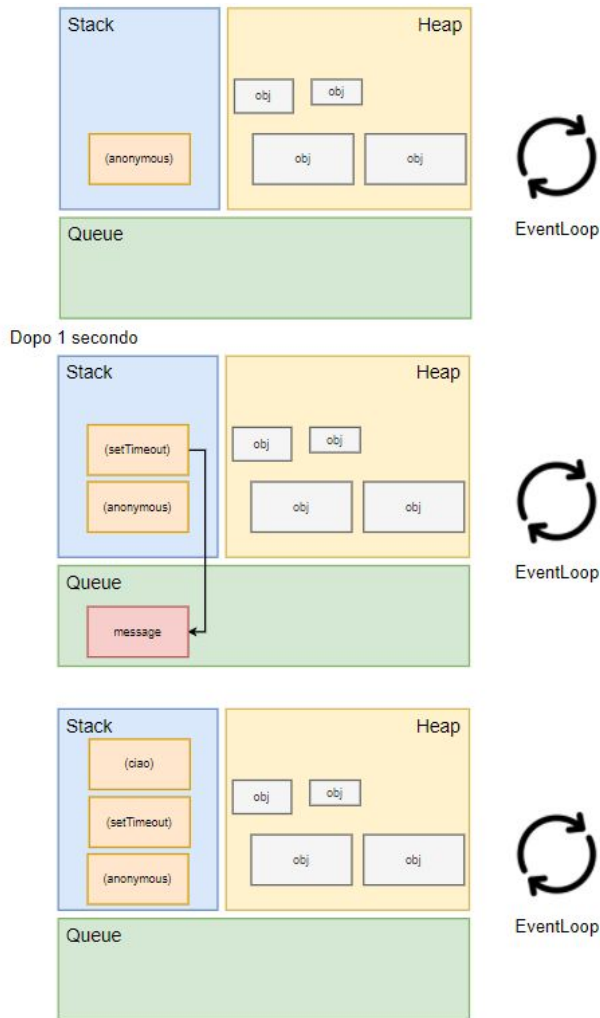 Stack
Heap
obj
obj
(anonymous)
obj
obj
EventLoop
Queue
Dopo 1 secondo
Stack
Heap
(setTimeout)
obj
obj
(anonymous)
obj
obj
EventLoop
Queue
message
Stack
Heap
(ciao)
obj
obj
(setTimeout)
obj
obj
(anonymous)
EventLoop
Queue